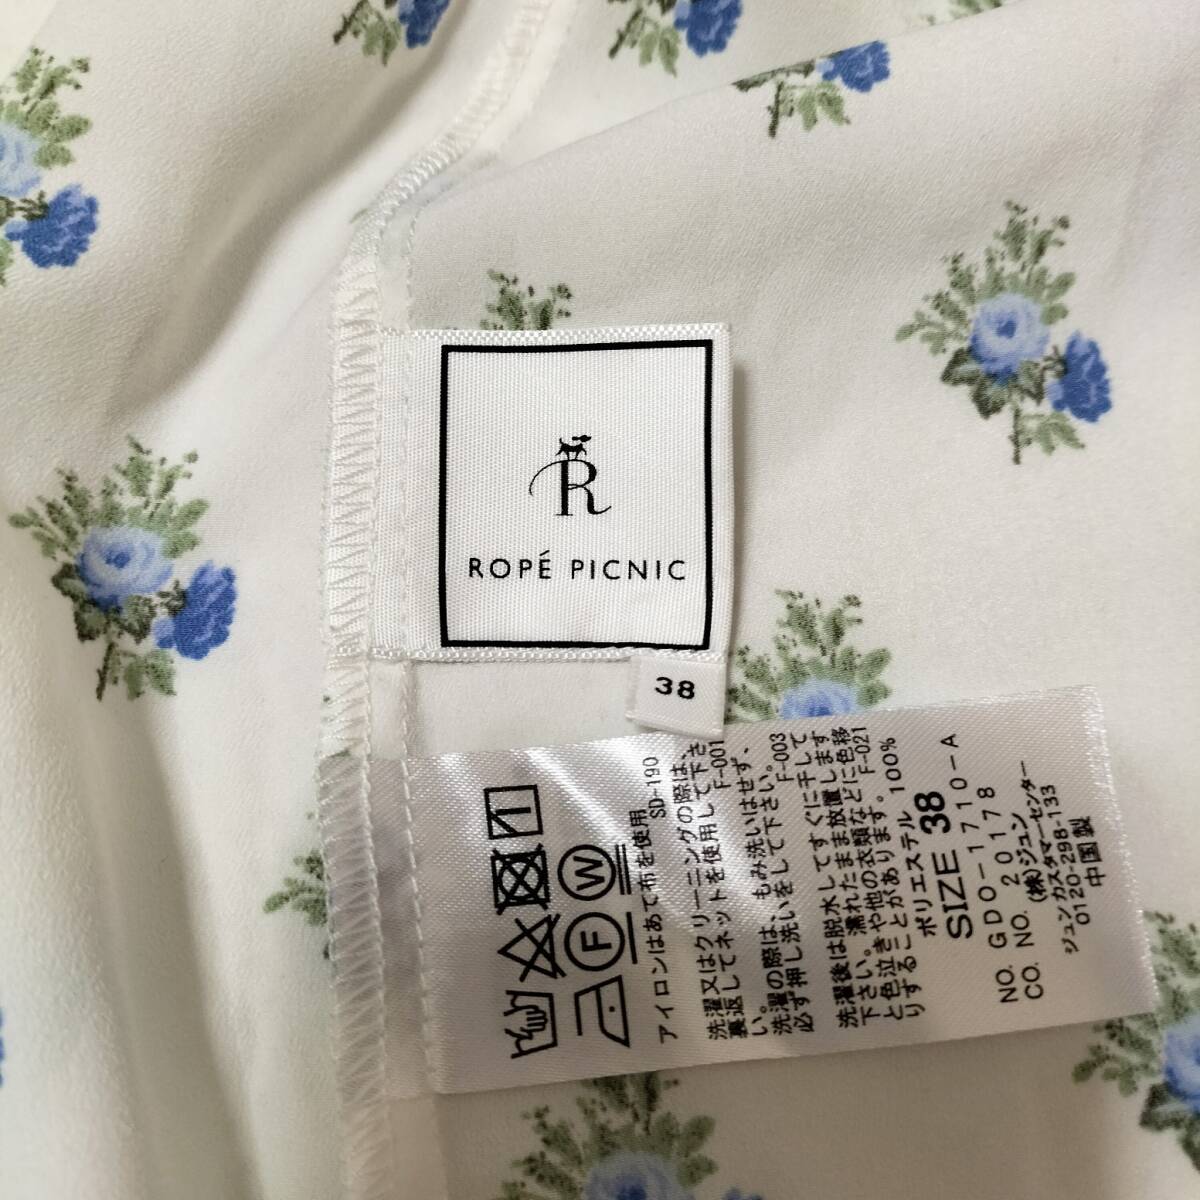 R
ROPÉ PICNIC
38
W
F
アイロンはあて布を使用
SD-190
洗濯又はクリーニングの際は、
裏返してネットを使用して下さ
い。 F-001
洗濯の際は、もみ洗いはせず、
必ず押し洗いをして下さい。
F-003
洗濯後は脱水してすぐに干して
下さい。濡れたまま放置します
と色泣きや他の衣類などに色移
りすることがあります。F-021
ポリエステル 100%
SIZE 38
NO. GDO-1710-A
CO. NO. 20178
(株)ジュン
ジュンカスタマーセンター
0120-298-133
中国製